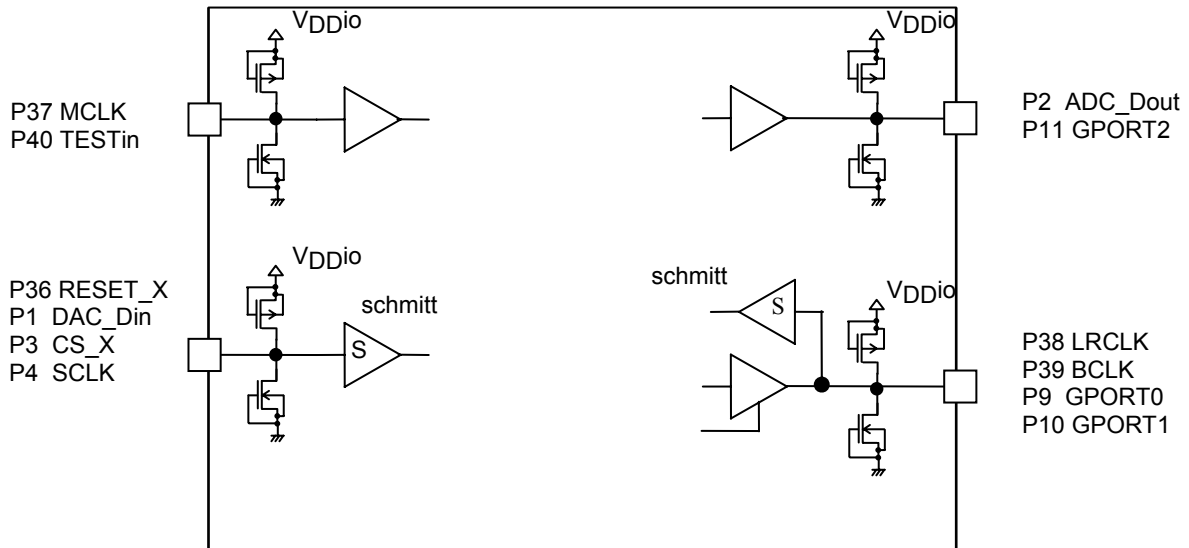 VDDio
P37 MCLK
P40 TESTin
VDDio
P2 ADC_Dout
P11 GPORT2
VDDio
P36 RESET_X
P1 DAC_Din
P3 CS_X
P4 SCLK
schmitt
S
schmitt
S
VDDio
P38 LRCLK
P39 BCLK
P9 GPORT0
P10 GPORT1